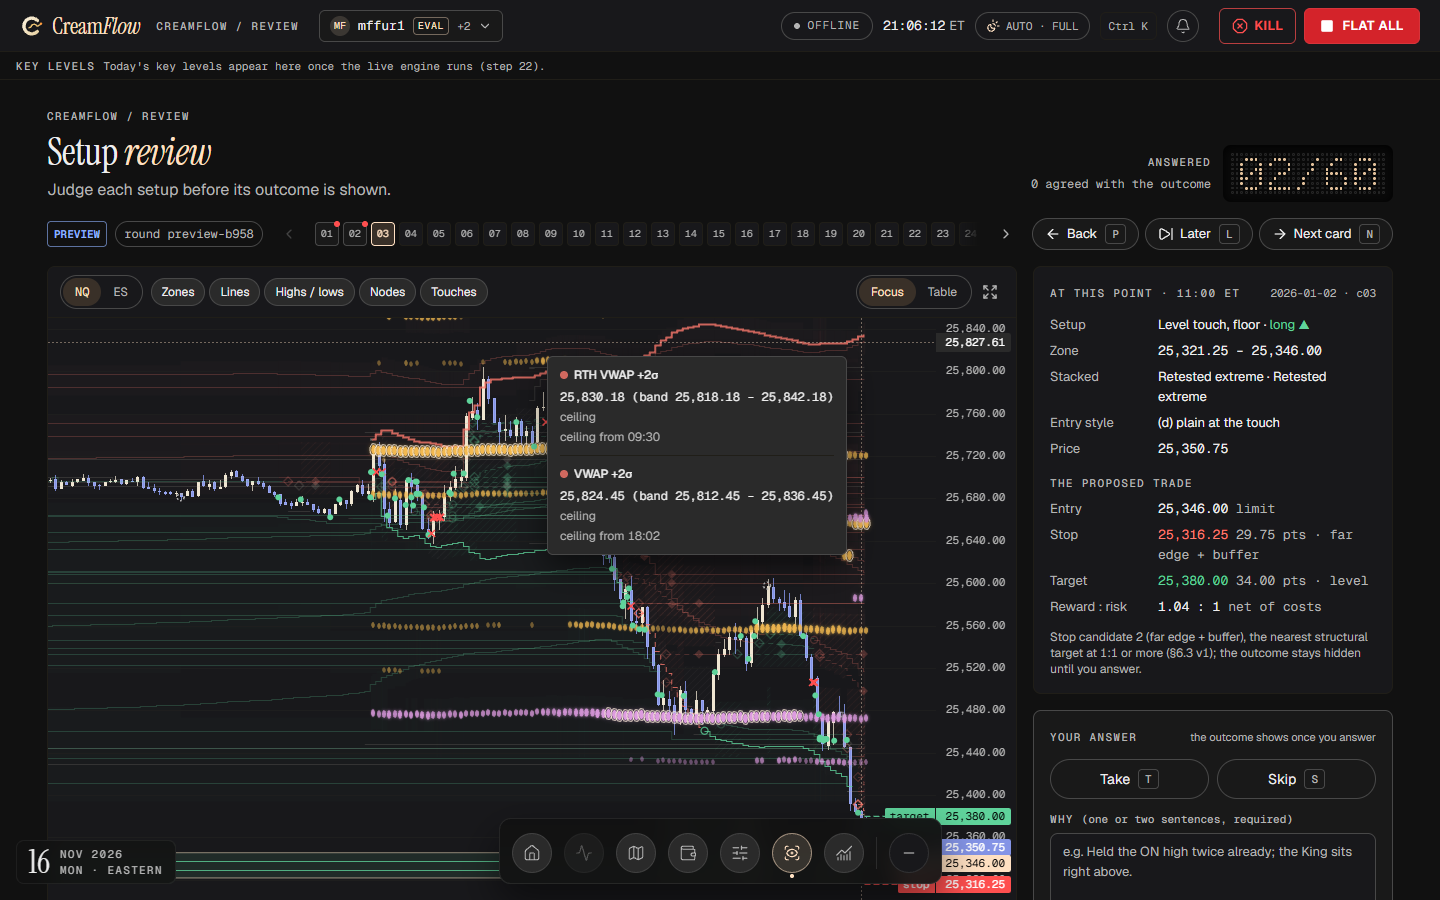 CreamFlow CREAMFLOW / REVIEW MF mffur1 EVAL +2 OFFLINE 21:06:12 ET AUTO · FULL Ctrl K KILL FLAT ALL
KEY LEVELS Today's key levels appear here once the live engine runs (step 22).
CREAMFLOW / REVIEW
Setup review
Judge each setup before its outcome is shown.
ANSWERED
0 agreed with the outcome
02/60
PREVIEW round preview-b958 01 02 03 04 05 06 07 08 09 10 11 12 13 14 15 16 17 18 19 20 21 22 23 24 Back P Later L Next card N
NQ ES Zones Lines Highs / lows Nodes Touches Focus Table
25,840.00
25,827.61
25,800.00
25,760.00
25,720.00
25,680.00
25,640.00
25,600.00
25,560.00
25,520.00
25,480.00
25,440.00
25,400.00
target 25,380.00
25,360.00
25,350.75
25,346.00
stop 25,316.25
RTH VWAP +2σ
25,830.18 (band 25,818.18 – 25,842.18)
ceiling
ceiling from 09:30
VWAP +2σ
25,824.45 (band 25,812.45 – 25,836.45)
ceiling
ceiling from 18:02
AT THIS POINT · 11:00 ET 2026-01-02 · c03
Setup Level touch, floor · long ▲
Zone 25,321.25 – 25,346.00
Stacked Retested extreme · Retested
extreme
Entry style (d) plain at the touch
Price 25,350.75
THE PROPOSED TRADE
Entry 25,346.00 limit
Stop 25,316.25 29.75 pts · far
edge + buffer
Target 25,380.00 34.00 pts · level
Reward : risk 1.04 : 1 net of costs
Stop candidate 2 (far edge + buffer), the nearest structural
target at 1:1 or more (§6.3 v1); the outcome stays hidden
until you answer.
YOUR ANSWER the outcome shows once you answer
Take T Skip S
WHY (one or two sentences, required)
e.g. Held the ON high twice already; the King sits
right above.
16 NOV 2026
MON · EASTERN